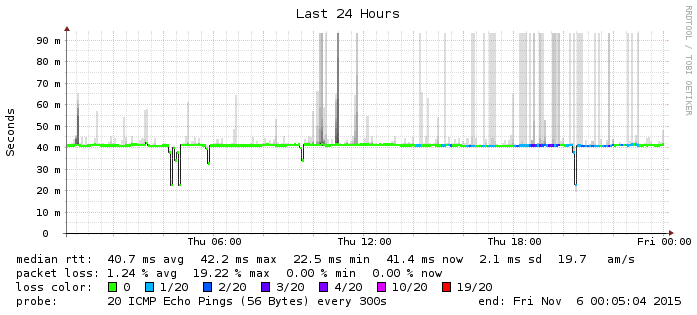 Last 24 Hours
RRDTOOL / TOBI OETIKER
Seconds
90 m
80 m
70 m
60 m
50 m
40 m
30 m
20 m
10 m
0
Thu 06:00 Thu 12:00 Thu 18:00 Fri 00:00
median rtt: 40.7 ms avg 42.2 ms max 22.5 ms min 41.4 ms now 2.1 ms sd 19.7 am/s
packet loss: 1.24 % avg 19.22 % max 0.00 % min 0.00 % now
loss color: 0 1/20 2/20 3/20 4/20 10/20 19/20
probe: 20 ICMP Echo Pings (56 Bytes) every 300s end: Fri Nov 6 00:05:04 2015